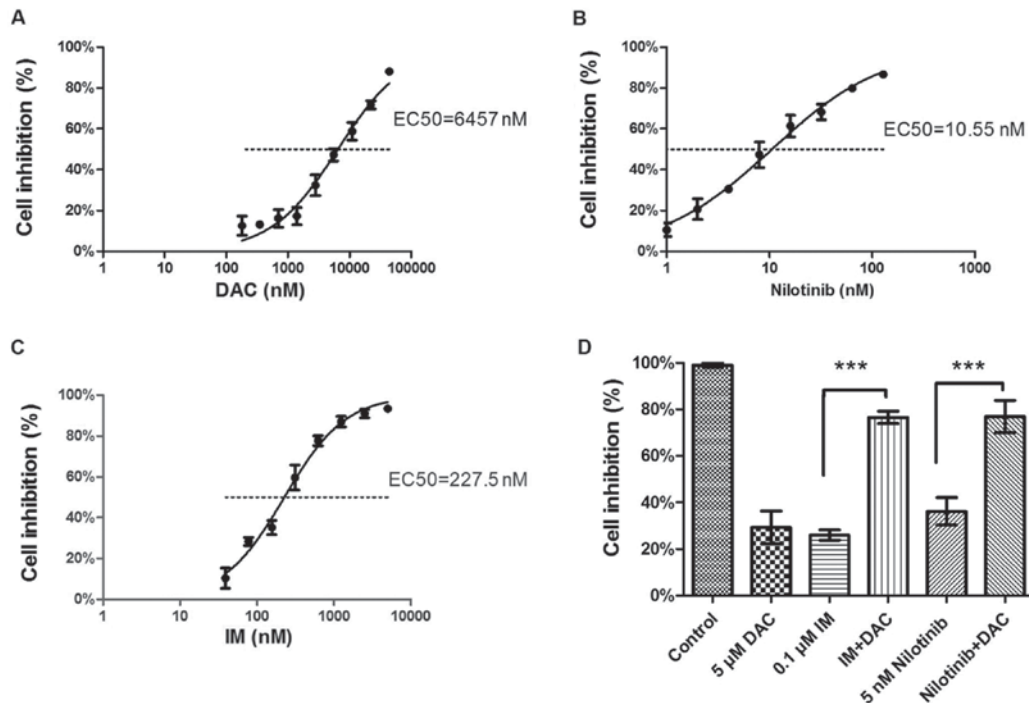 A
Cell inhibition (%)
100%
80%
60%
40%
20%
0%
EC50=6457 nM
1 10 100 1000 10000 100000
DAC (nM)
B
Cell inhibition (%)
100%
80%
60%
40%
20%
0%
EC50=10.55 nM
1 10 100 1000
Nilotinib (nM)
C
Cell inhibition (%)
100%
80%
60%
40%
20%
0%
EC50=227.5 nM
1 10 100 1000 10000
IM (nM)
D
Cell inhibition (%)
100%
80%
60%
40%
20%
0%
*** ***
Control
5 µM DAC
0.1 µM IM
IM+DAC
5 nM Nilotinib
Nilotinib+DAC